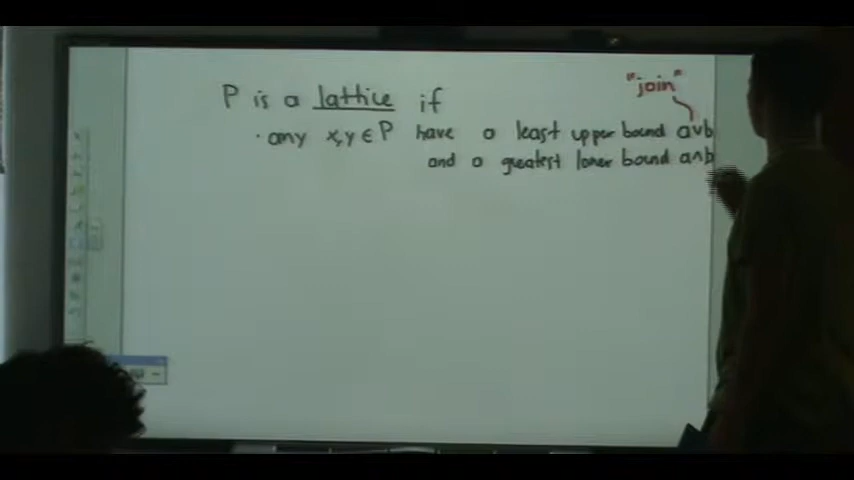 "join"
P is a lattice if
· any x,y ∈ P have a least upper bound a∨b
and a greatest lower bound a∧b